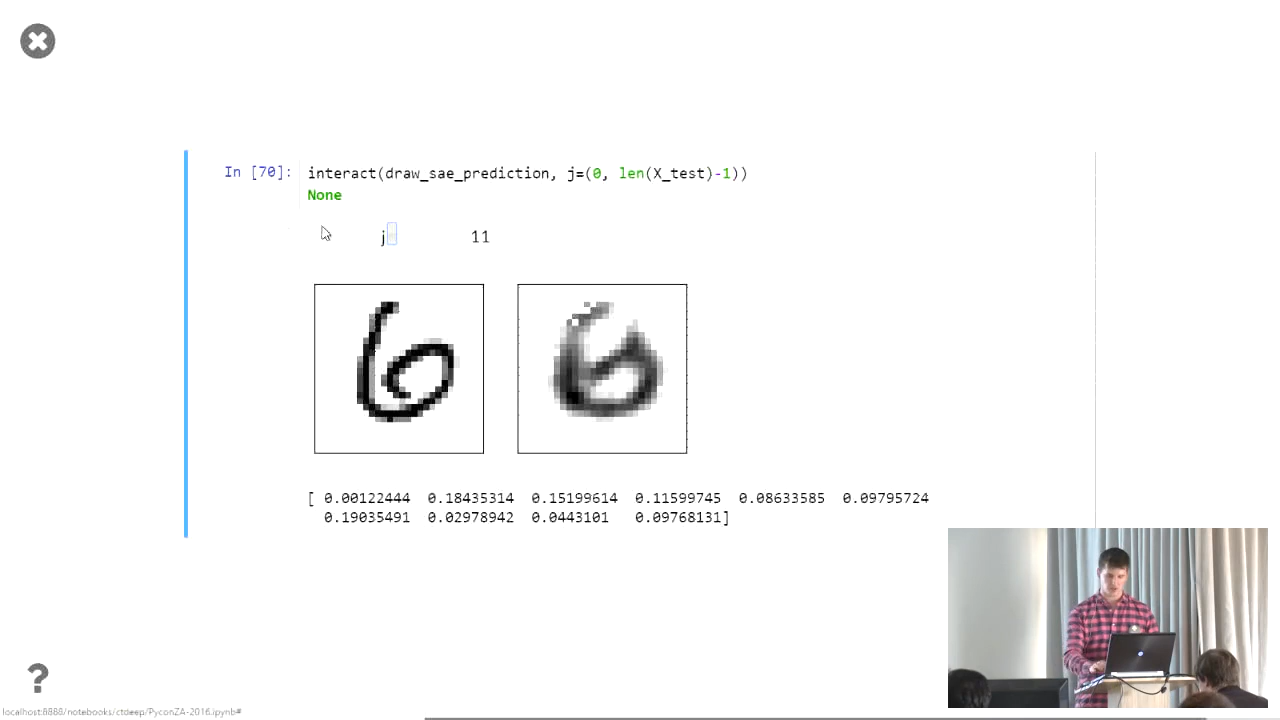 In [70]: interact(draw_sae_prediction, j=(0, len(X_test)-1))
None
j 11
[ 0.00122444 0.18435314 0.15199614 0.11599745 0.08633585 0.09795724
0.19035491 0.02978942 0.0443101 0.09768131]
?
localhost:8888/notebooks/ctdeep/PyconZA-2016.ipynb#